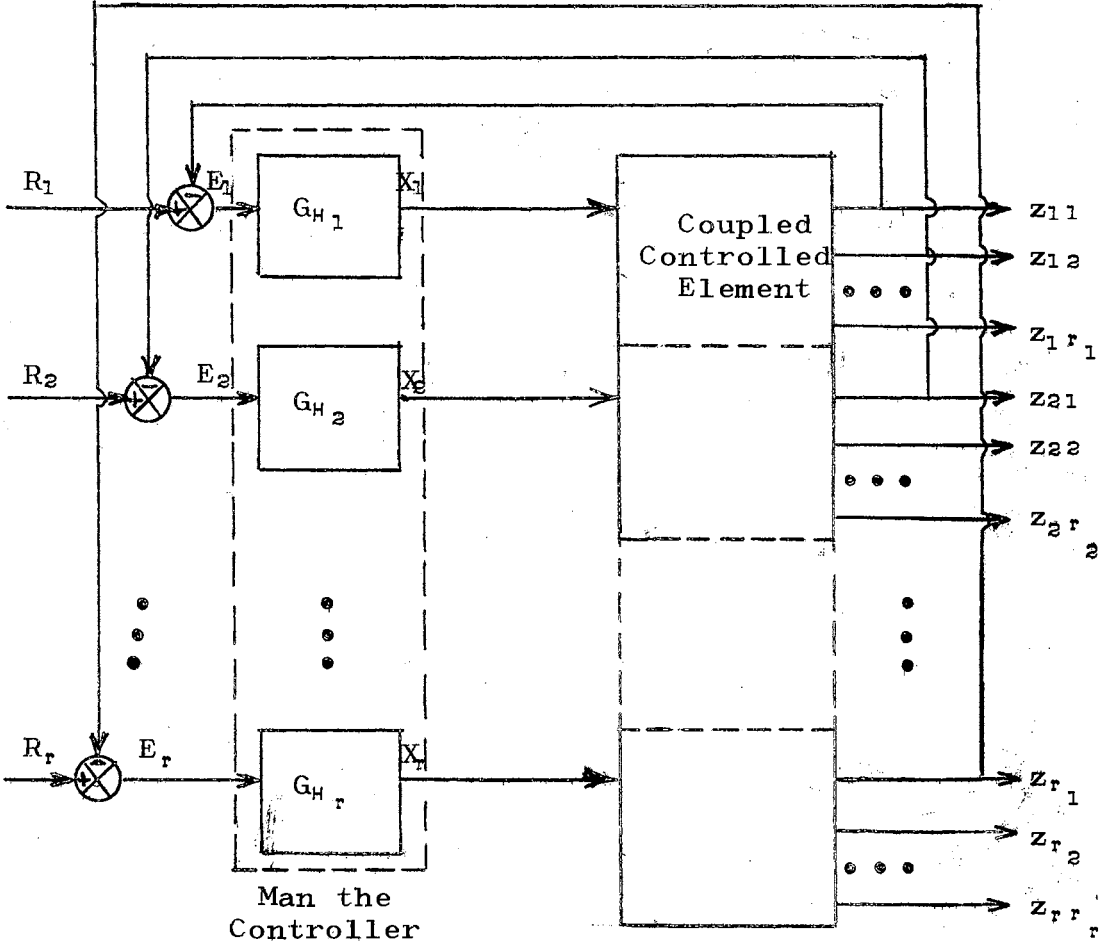 R1 E1 GH1 X1 Coupled Controlled Element z11
z12
z1r1
R2 E2 GH2 X2 z21
z22
z2r2
Rr Er GHr Xr zr1
zr2
zrrr
Man the
Controller